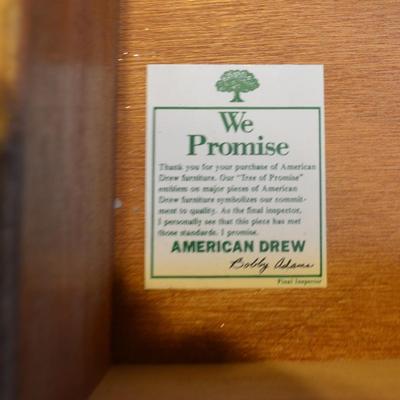 We
Promise
Thank you for your purchase of American
Drew furniture. Our "Tree of Promise"
emblem on major pieces of American
Drew furniture symbolizes our commit-
ment to quality. As the final inspector,
I personally see that this piece has met
those standards. I promise.
AMERICAN DREW
Bobby Adams
Final Inspector